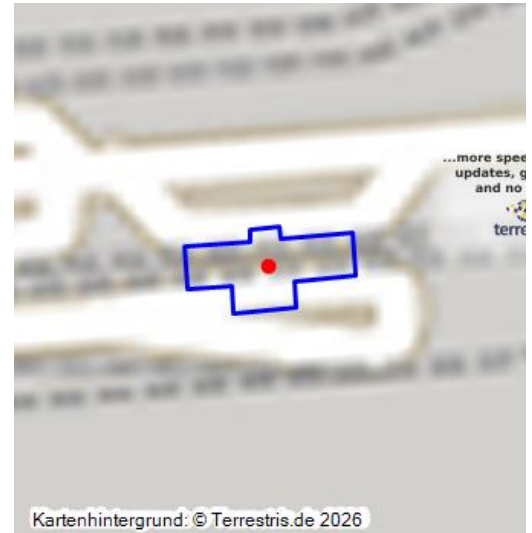 ...more spee
updates, g
and no
terre
Kartenhintergrund: © Terrestris.de 2026